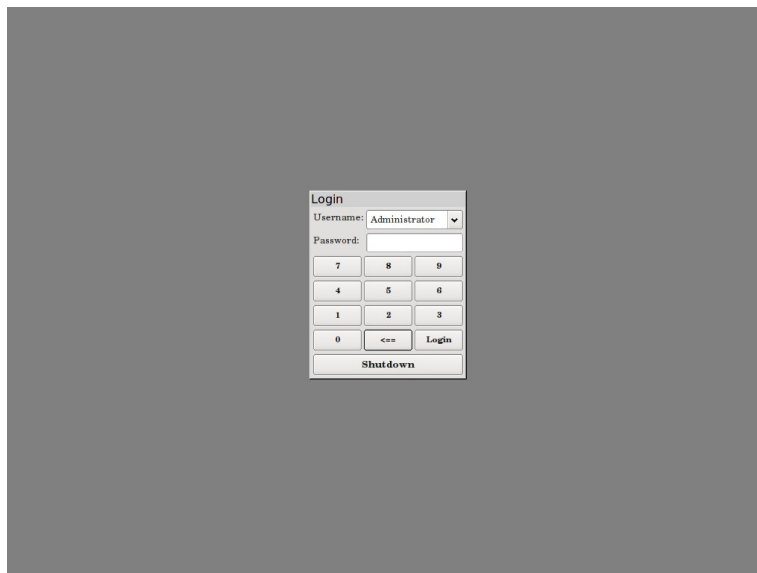 Login
Username: Administrator
Password:
7 8 9
4 5 6
1 2 3
0 <== Login
Shutdown